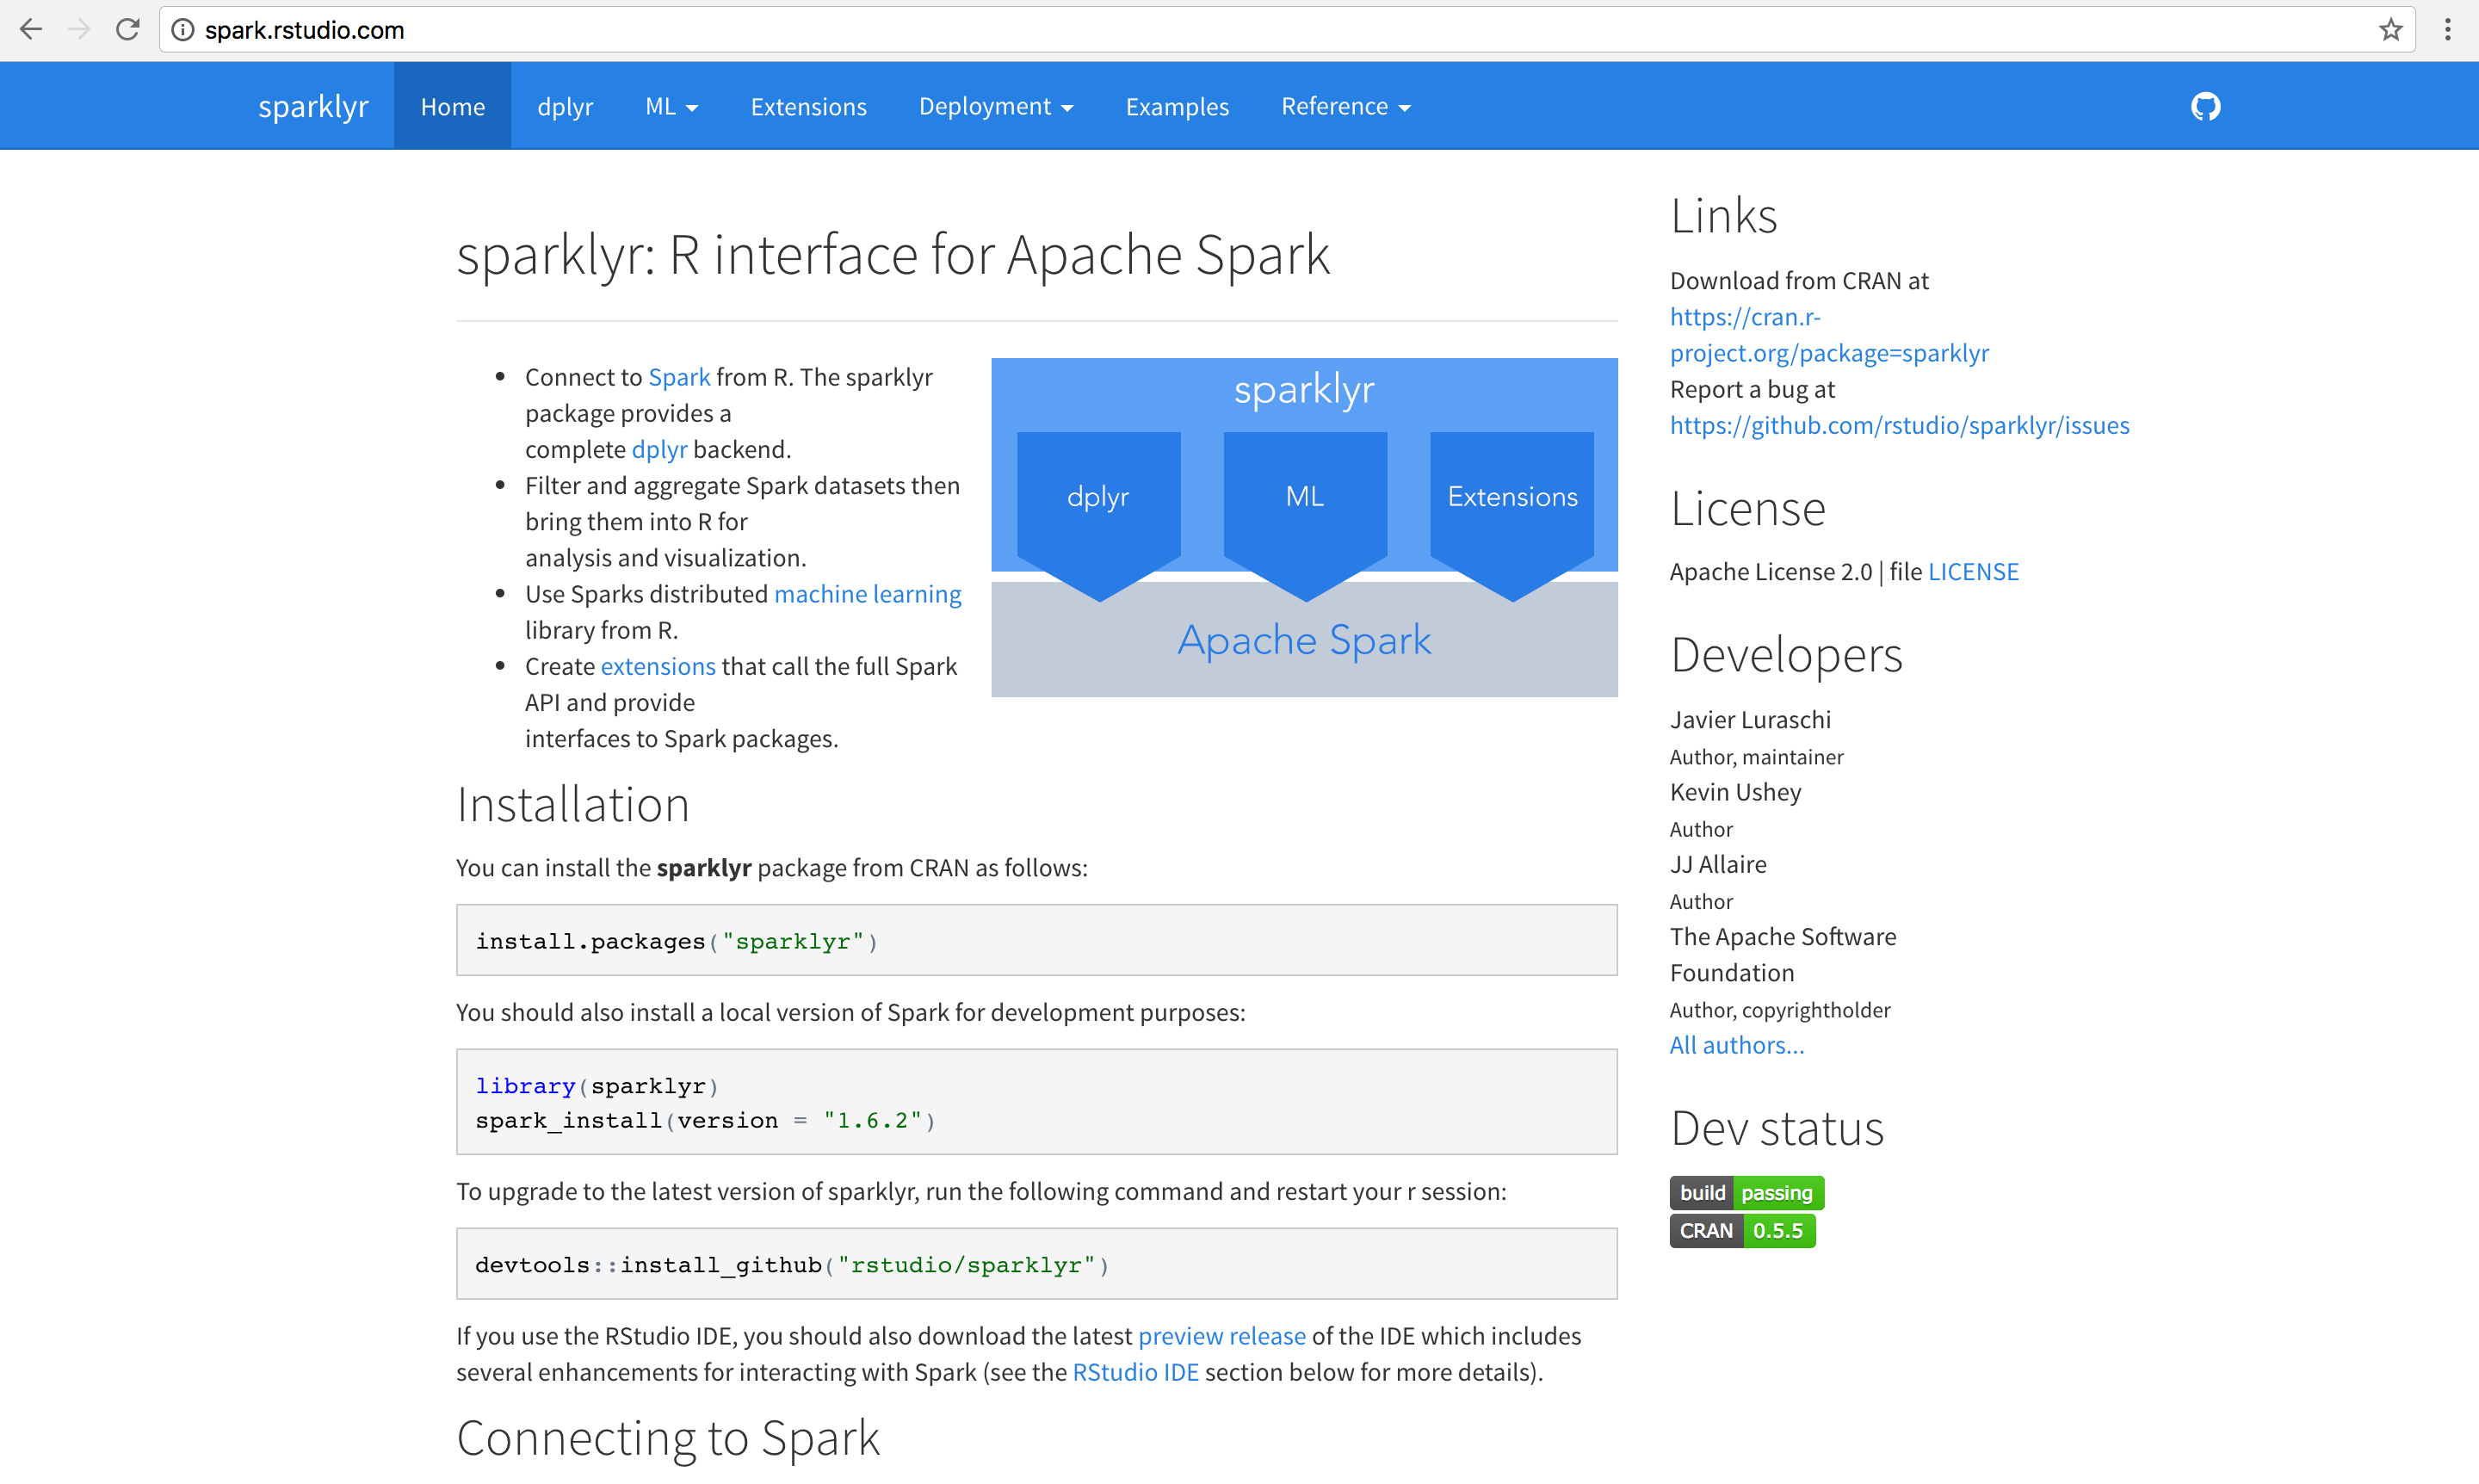 spark.rstudio.com
sparklyr Home dplyr ML Extensions Deployment Examples Reference
sparklyr: R interface for Apache Spark
Connect to Spark from R. The sparklyr
package provides a
complete dplyr backend.
Filter and aggregate Spark datasets then
bring them into R for
analysis and visualization.
Use Sparks distributed machine learning
library from R.
Create extensions that call the full Spark
API and provide
interfaces to Spark packages.
sparklyr
dplyr ML Extensions
Apache Spark
Installation
You can install the sparklyr package from CRAN as follows:
install.packages("sparklyr")
You should also install a local version of Spark for development purposes:
library(sparklyr)
spark_install(version = "1.6.2")
To upgrade to the latest version of sparklyr, run the following command and restart your r session:
devtools::install_github("rstudio/sparklyr")
If you use the RStudio IDE, you should also download the latest preview release of the IDE which includes
several enhancements for interacting with Spark (see the RStudio IDE section below for more details).
Connecting to Spark
Links
Download from CRAN at
https://cran.r-
project.org/package=sparklyr
Report a bug at
https://github.com/rstudio/sparklyr/issues
License
Apache License 2.0 | file LICENSE
Developers
Javier Luraschi
Author, maintainer
Kevin Ushey
Author
JJ Allaire
Author
The Apache Software
Foundation
Author, copyrightholder
All authors...
Dev status
build passing
CRAN 0.5.5